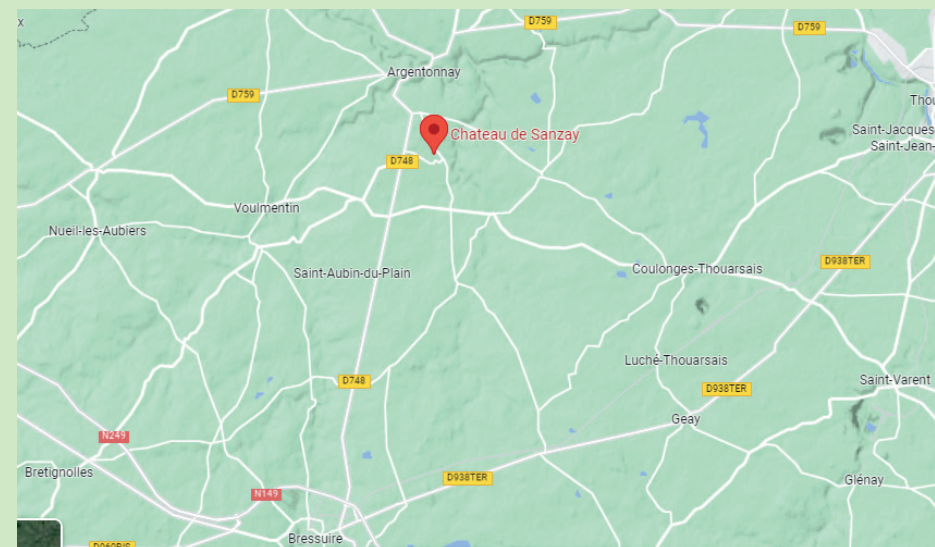 D759
D759
Argentonnay
D759
Chateau de Sanzay
Saint-Jacques
Saint-Jean-
D748
Voulmentin
Nueil-les-Aubiers
Saint-Aubin-du-Plain
Coulonges-Thouarsais
D938TER
Luché-Thouarsais
D748
Saint-Varent
D938TER
Geay
N249
Bretignolles
D938TER
Glénay
N149
Bressuire